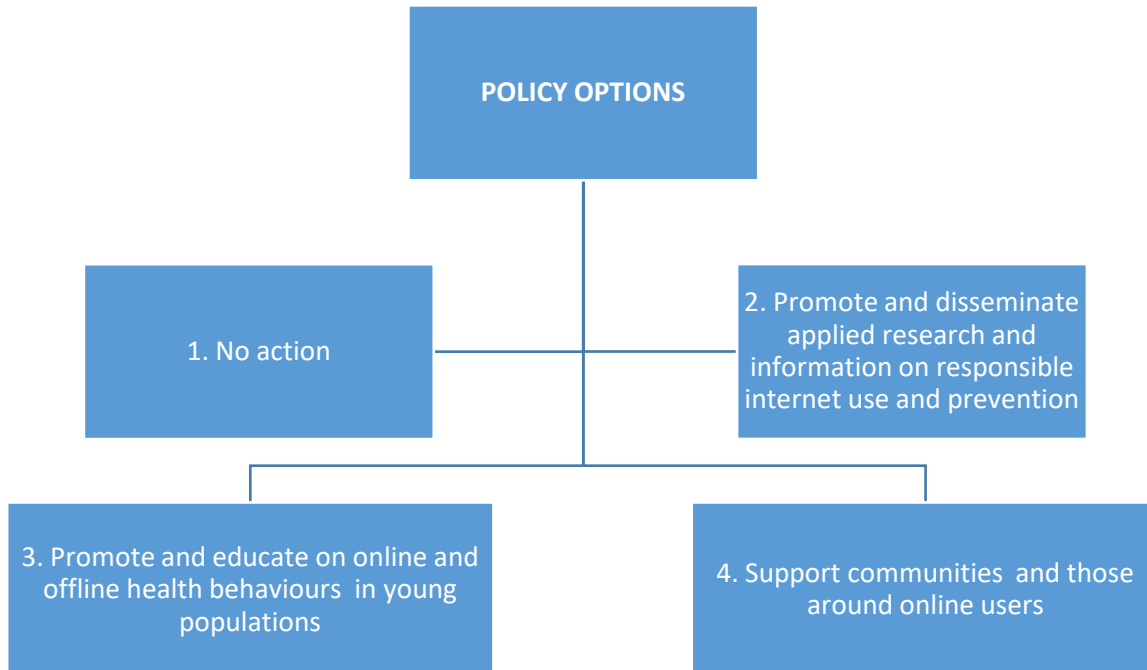 POLICY OPTIONS
1. No action
2. Promote and disseminate
applied research and
information on responsible
internet use and prevention
3. Promote and educate on online and
offline health behaviours  in young
populations
4. Support communities  and those
around online users